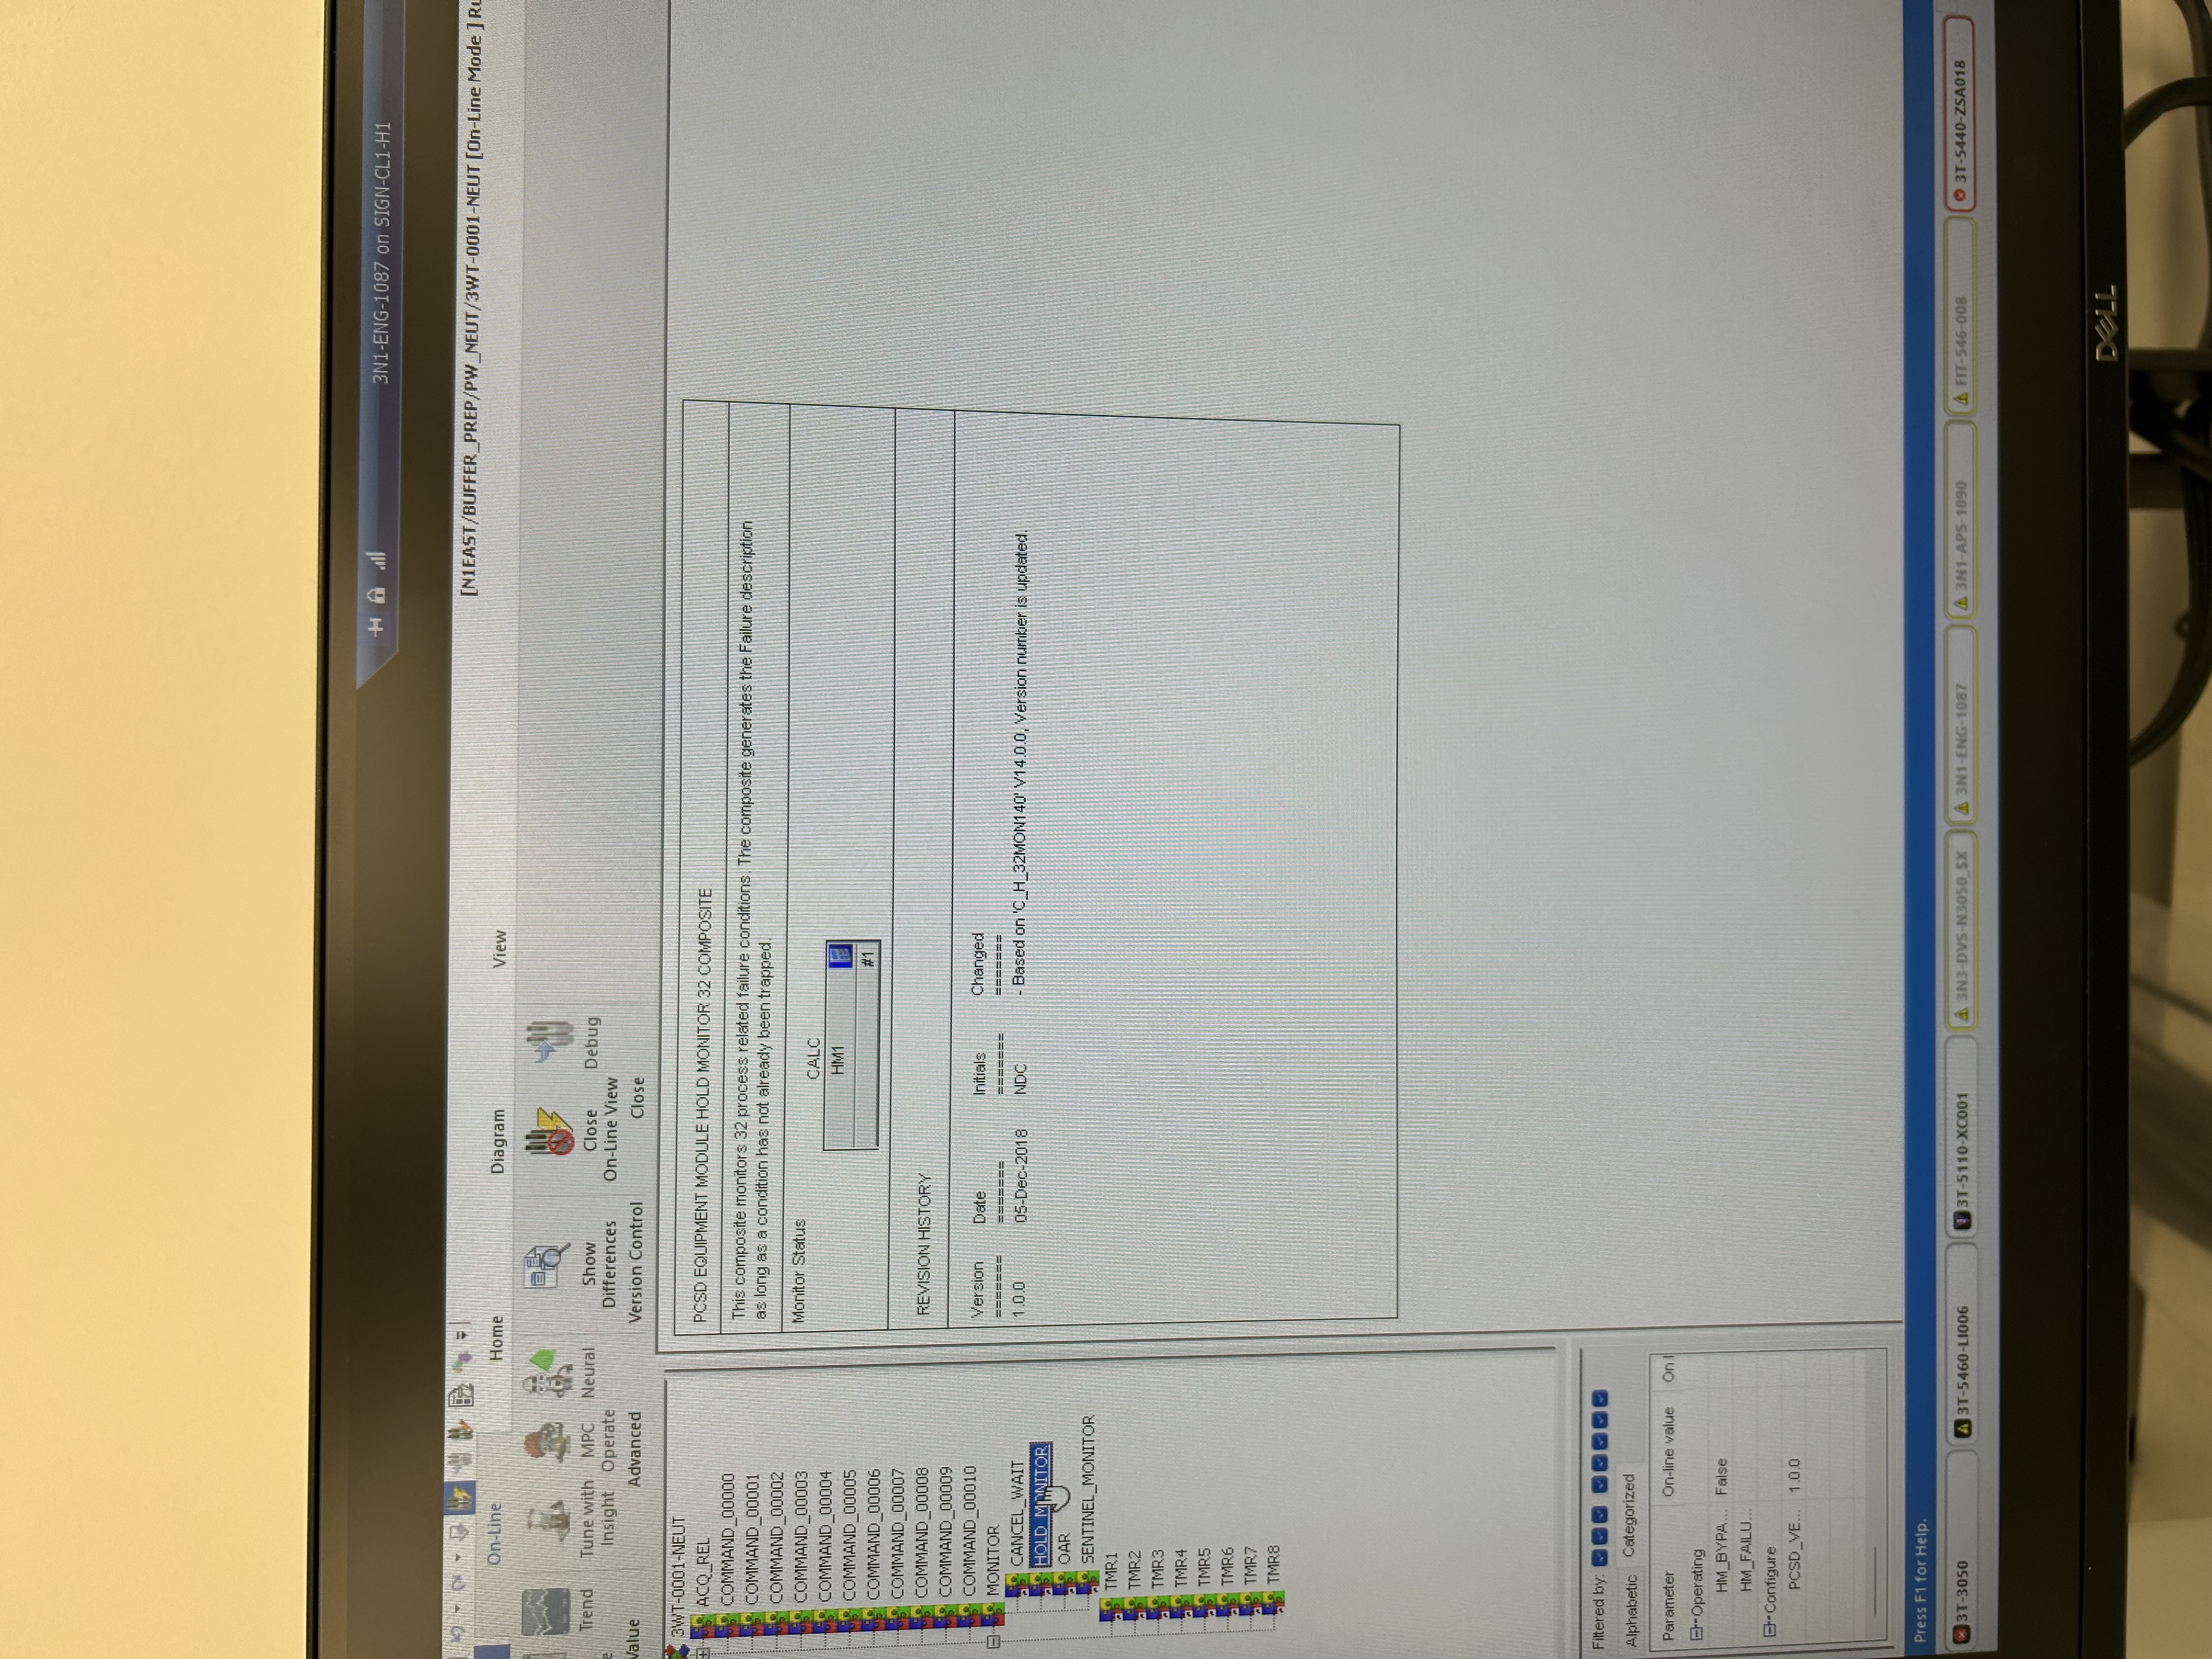 3N1-ENG-1087 on SIGN-CL1-H1
[N1EAST/BUFFER_PREP/PW_NEUT/3WT-0001-NEUT [On-Line Mode ]
On-Line Home Diagram View
Trend
Tune with Insight
MPC Operate
Neural
Show Differences
Close On-Line View
Debug
Advanced Version Control Close
3WT-0001-NEUT
ACQ_REL
COMMAND_00000
COMMAND_00001
COMMAND_00002
COMMAND_00003
COMMAND_00004
COMMAND_00005
COMMAND_00006
COMMAND_00007
COMMAND_00008
COMMAND_00009
COMMAND_00010
MONITOR
CANCEL_WAIT
HOLD_MONITOR
OAR
SENTINEL_MONITOR
TMR1
TMR2
TMR3
TMR4
TMR5
TMR6
TMR7
TMR8
PCSD EQUIPMENT MODULE HOLD MONITOR 32 COMPOSITE
This composite monitors 32 process related failure conditions. The composite generates the Failure description
as long as a condition has not already been trapped.
Monitor Status
CALC
HM1
#1
REVISION HISTORY
Version Date Initials Changed
======= ======= ======= =======
1.0.0 05-Dec-2018 NDC - Based on 'C_H_32MON140' V14.0.0, Version number is updated.
Filtered by:
Alphabetic Categorized
Parameter On-line value On
Operating
HM_BYPA... False
HM_FAILU...
Configure
PCSD_VE... 1.0.0
Press F1 for Help.
3T-3050 3T-5460-LI006 3T-5110-XC001 3N3-DVS-N3050_$X 3N1-ENG-1087 3N1-APS-1090 FIT-546-008 3T-5440-ZSA018
DELL